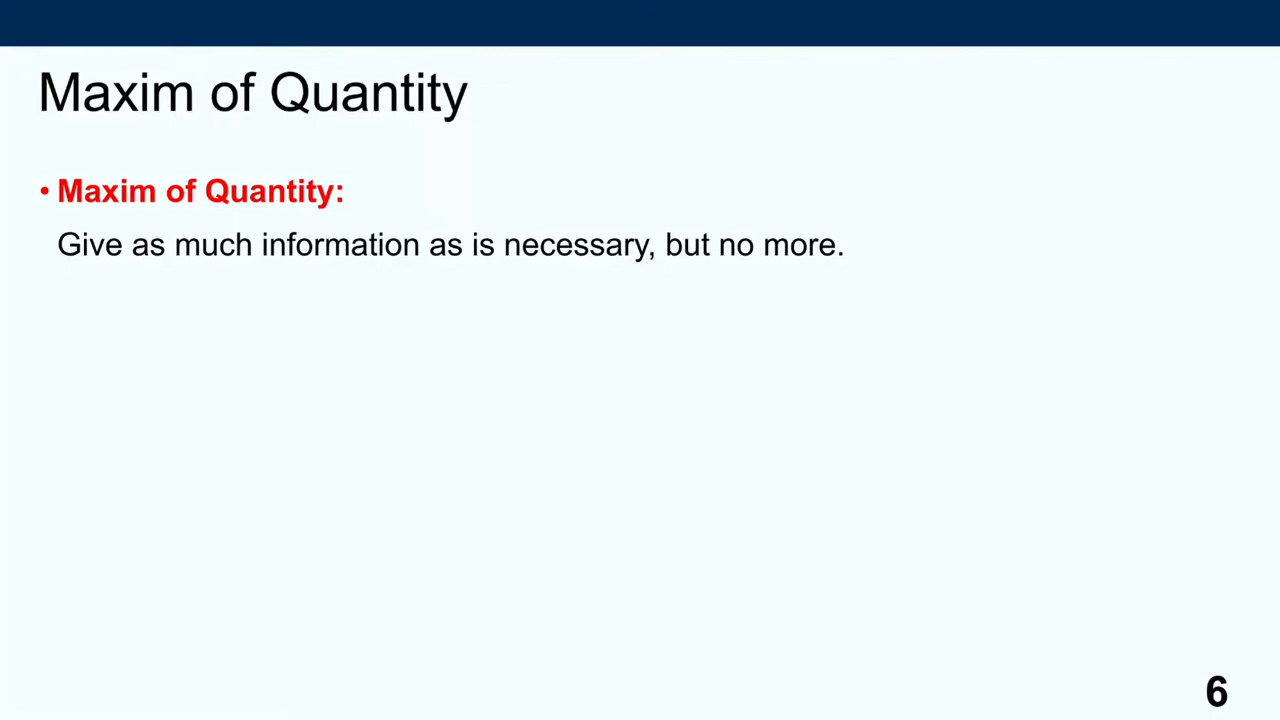 Maxim of Quantity
• Maxim of Quantity:
Give as much information as is necessary, but no more.
6